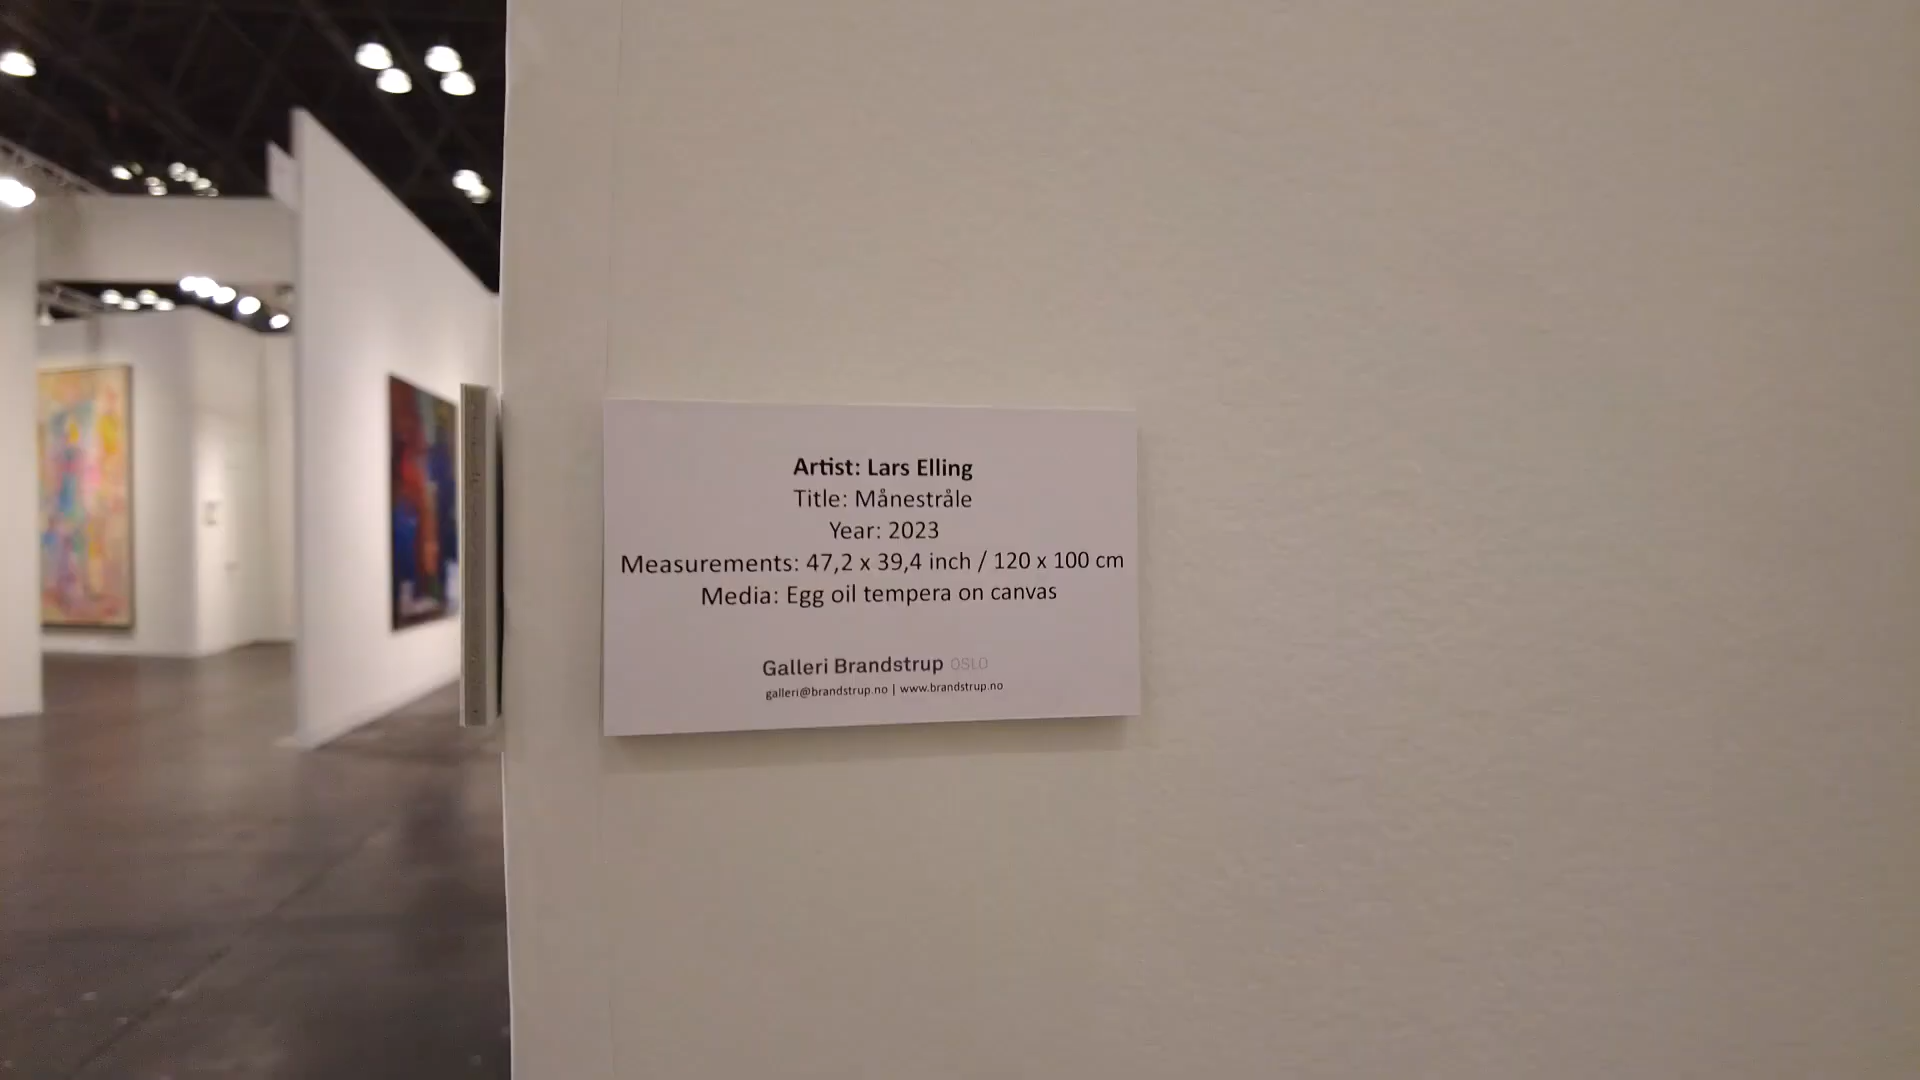 Artist: Lars Elling
Title: Månestråle
Year: 2023
Measurements: 47,2 x 39,4 inch / 120 x 100 cm
Media: Egg oil tempera on canvas
Galleri Brandstrup OSLO
galleri@brandstrup.no | www.brandstrup.no